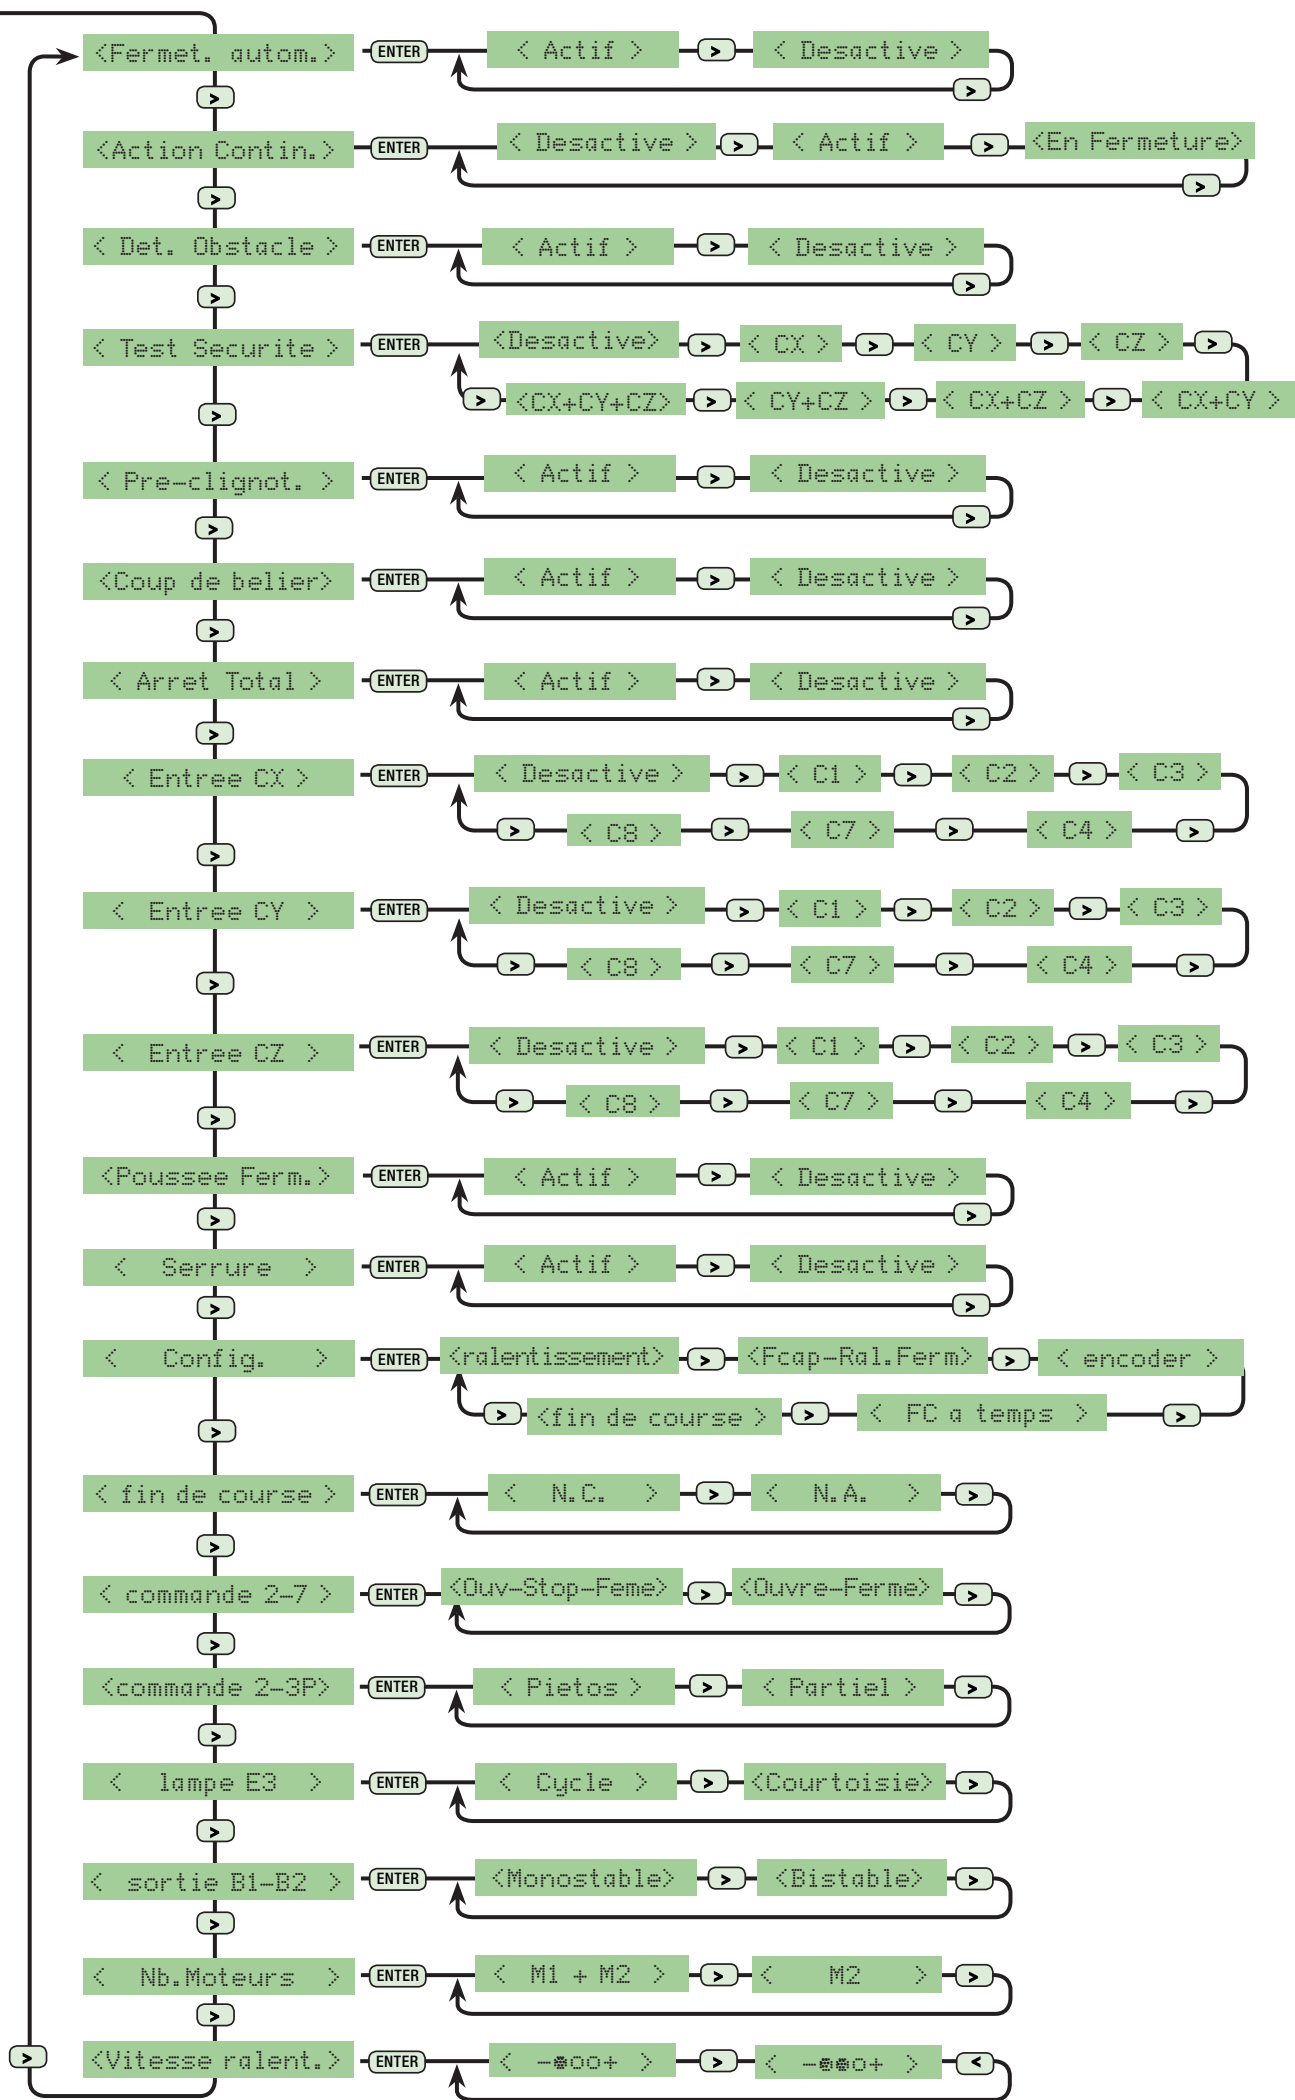 <Fermet. autom.> ENTER < Actif > > < Desactive >
>
>
<Action Contin.> ENTER < Desactive > > < Actif > > <En Fermeture>
>
>
< Det. Obstacle > ENTER < Actif > > < Desactive >
>
>
< Test Securite > ENTER <Desactive> > < CX > > < CY > > < CZ > >
> <CX+CY+CZ> > < CY+CZ > > < CX+CZ > > < CX+CY >
>
< Pre-clignot. > ENTER < Actif > > < Desactive >
>
>
<Coup de belier> ENTER < Actif > > < Desactive >
>
>
< Arret Total > ENTER < Actif > > < Desactive >
>
>
< Entree CX > ENTER < Desactive > > < C1 > > < C2 > > < C3 >
> < C8 > > < C7 > > < C4 > >
>
< Entree CY > ENTER < Desactive > > < C1 > > < C2 > > < C3 >
> < C8 > > < C7 > > < C4 > >
>
< Entree CZ > ENTER < Desactive > > < C1 > > < C2 > > < C3 >
> < C8 > > < C7 > > < C4 > >
>
<Poussee Ferm.> ENTER < Actif > > < Desactive >
>
>
< Serrure > ENTER < Actif > > < Desactive >
>
>
< Config. > ENTER <ralentissement> > <Fcap-Ral.Ferm> > < encoder >
> <fin de course > > < FC a temps > >
>
< fin de course > ENTER < N.C. > > < N.A. > >
>
< commande 2-7 > ENTER <Ouv-Stop-Feme> > <Ouvre-Ferme> >
>
<commande 2-3P> ENTER < Pietos > > < Partiel > >
>
< lampe E3 > ENTER < Cycle > > <Courtoisie> >
>
< sortie B1-B2 > ENTER <Monostable> > <Bistable> >
>
< Nb.Moteurs > ENTER < M1 + M2 > > < M2 > >
>
> <Vitesse ralent.> ENTER < -●oo+ > > < -●●o+ > <